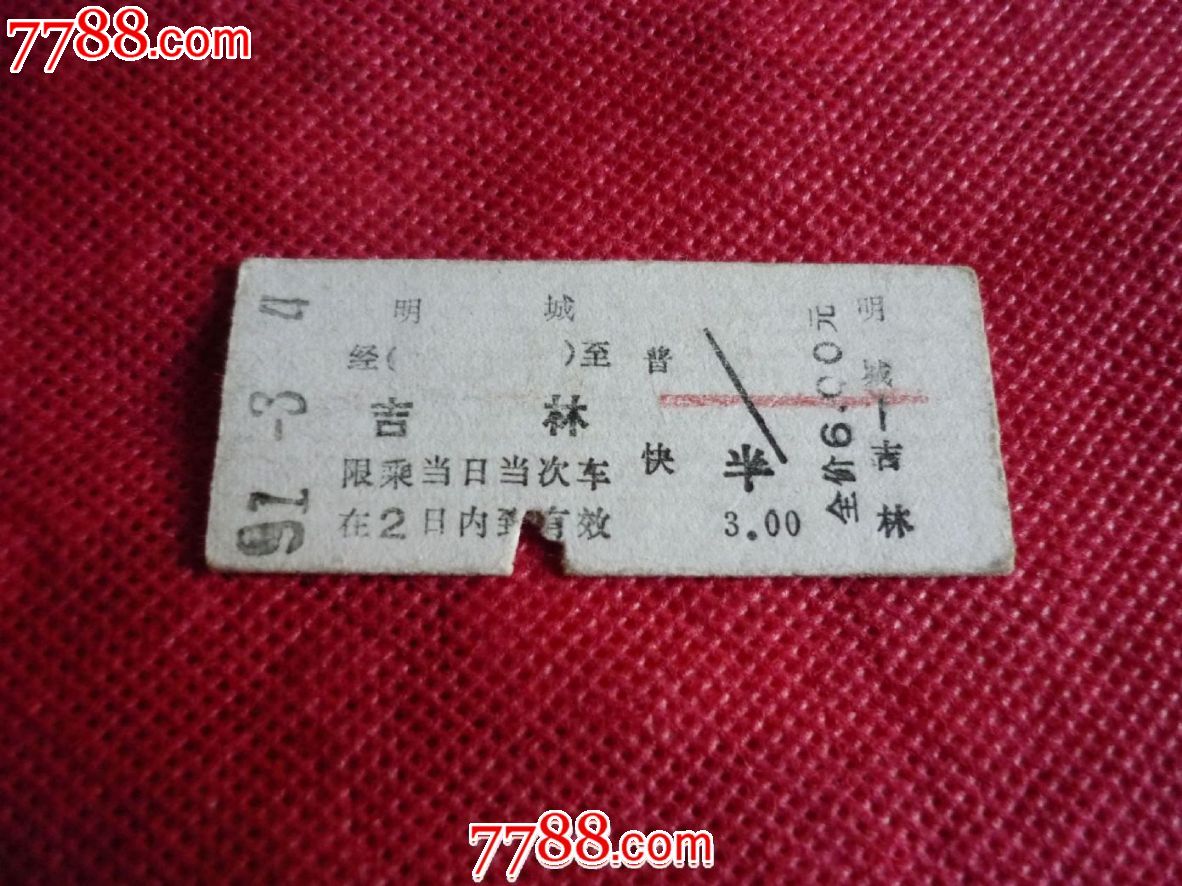 7788.com
91 -3 4
明 城
经( )至
吉 林
限乘当日当次车
在2日内到有效
普
快
半
3.00
全价6.00元
明城—吉林
7788.com